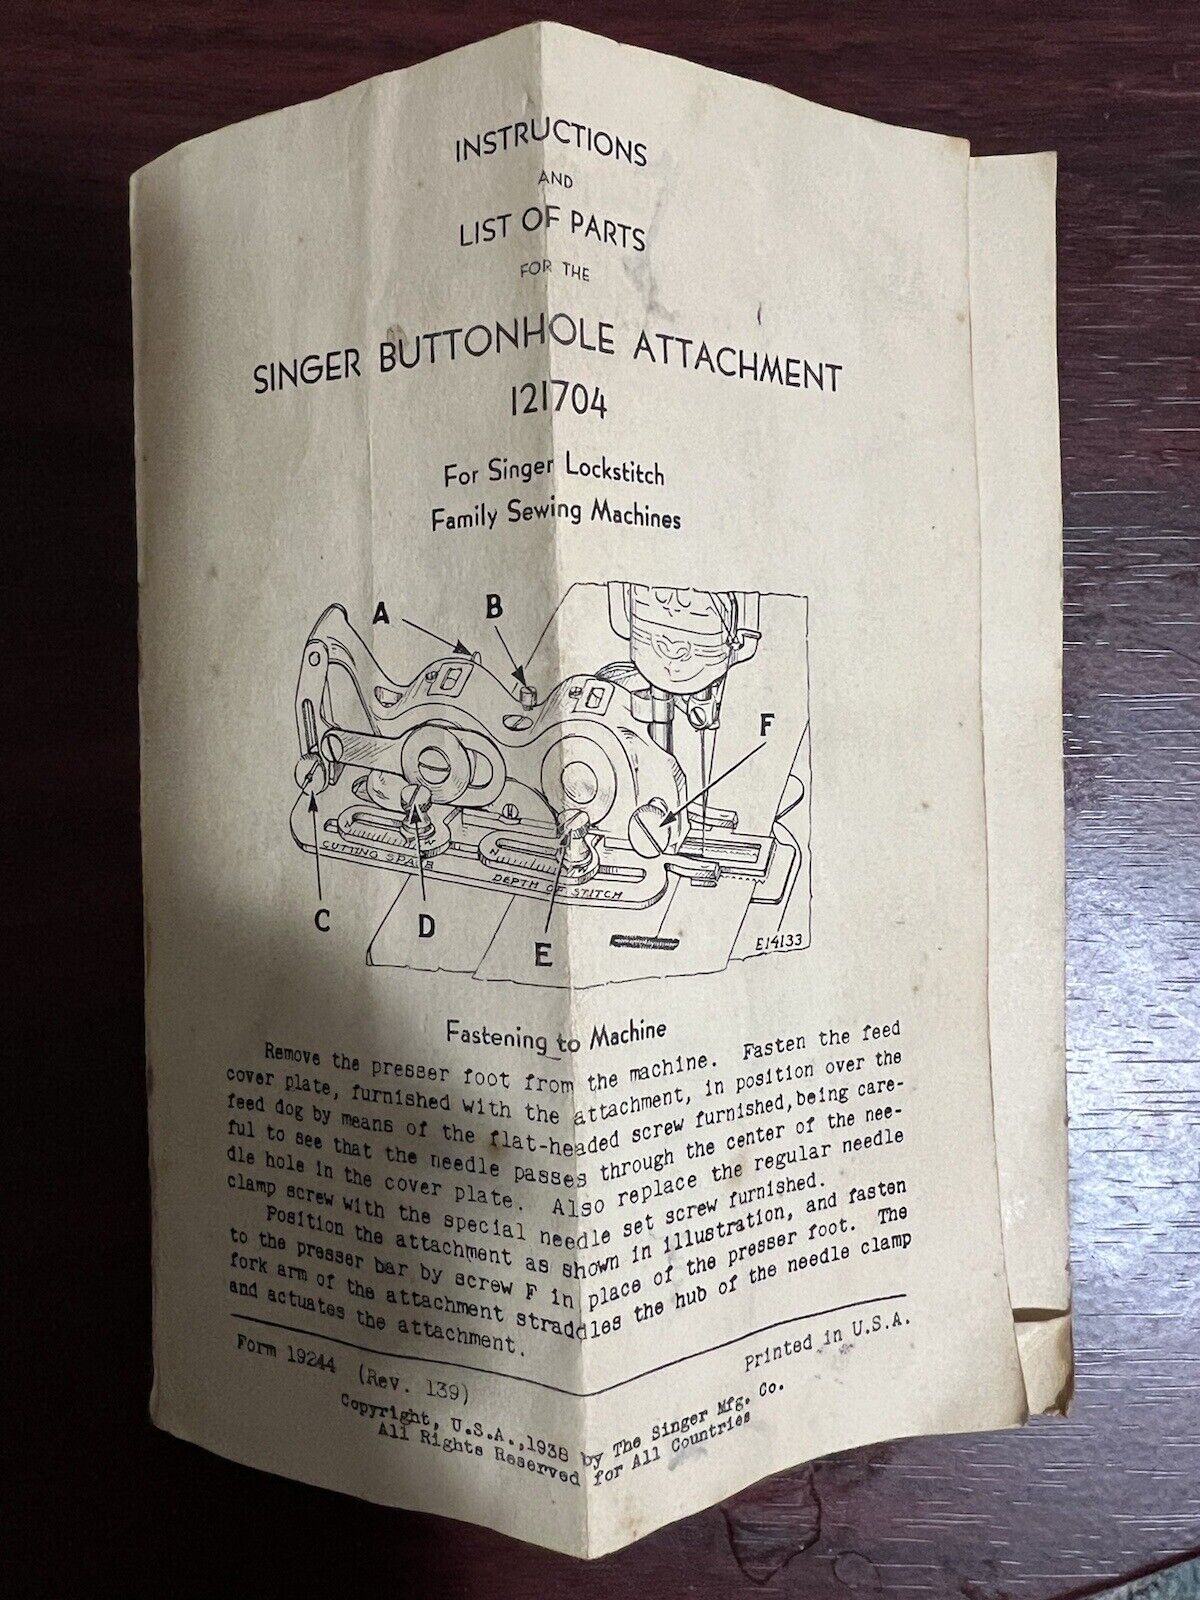 INSTRUCTIONS
AND
LIST OF PARTS
FOR THE
SINGER BUTTONHOLE ATTACHMENT
121704
For Singer Lockstitch
Family Sewing Machines
A
B
F
N
W
CUTTING SPACE
N
W
DEPTH OF STITCH
H
C
D
E
E14133
Fastening to Machine
Remove the presser foot from the machine. Fasten the feed
cover plate, furnished with the attachment, in position over the
feed dog by means of the flat-headed screw furnished, being care-
ful to see that the needle passes through the center of the nee-
dle hole in the cover plate. Also replace the regular needle
clamp screw with the special needle set screw furnished.
Position the attachment as shown in illustration, and fasten
to the presser bar by screw F in place of the presser foot. The
fork arm of the attachment straddles the hub of the needle clamp
and actuates the attachment.
Form 19244 (Rev. 139) Printed in U.S.A.
Copyright, U.S.A., 1938 by The Singer Mfg. Co.
All Rights Reserved for All Countries